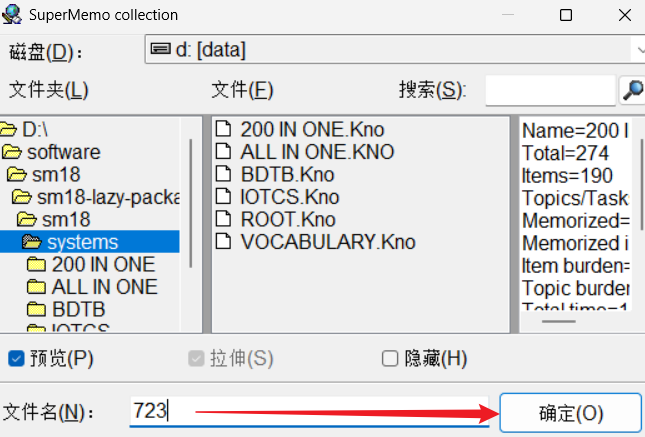 SuperMemo collection
磁盘(D)：
d: [data]
文件夹(L)
文件(F)
搜索(S):
D:\
software
sm18
sm18-lazy-packa
sm18
systems
200 IN ONE
ALL IN ONE
BDTB
IOTCS
200 IN ONE.Kno
ALL IN ONE.KNO
BDTB.Kno
IOTCS.Kno
ROOT.Kno
VOCABULARY.Kno
Name=200 I
Total=274
Items=190
Topics/Task
Memorized=
Memorized i
Item burden=
Topic burder
Total time=1
预览(P)
拉伸(S)
隐藏(H)
文件名(N)：
723
确定(O)